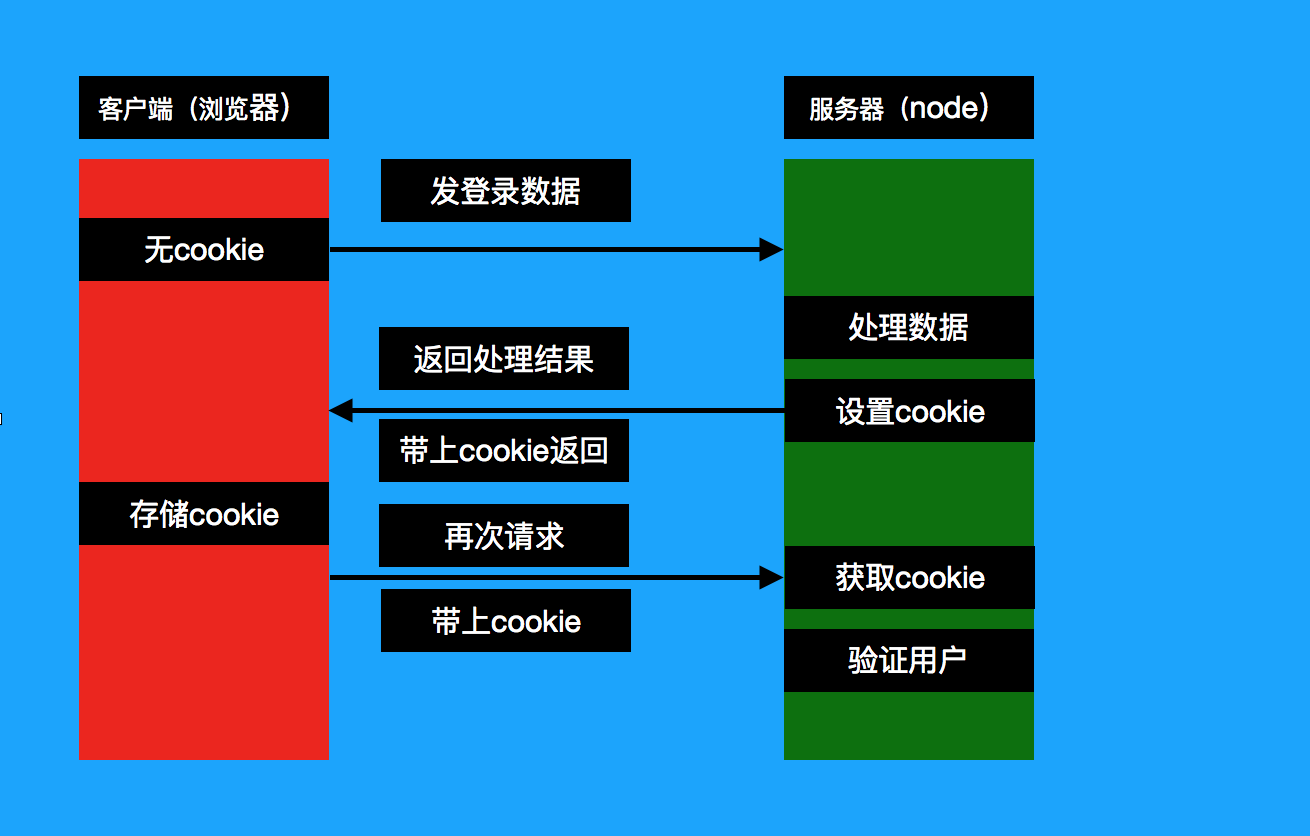 客户端（浏览器）
服务器（node）
发登录数据
无cookie
处理数据
返回处理结果
设置cookie
带上cookie返回
存储cookie
再次请求
获取cookie
带上cookie
验证用户